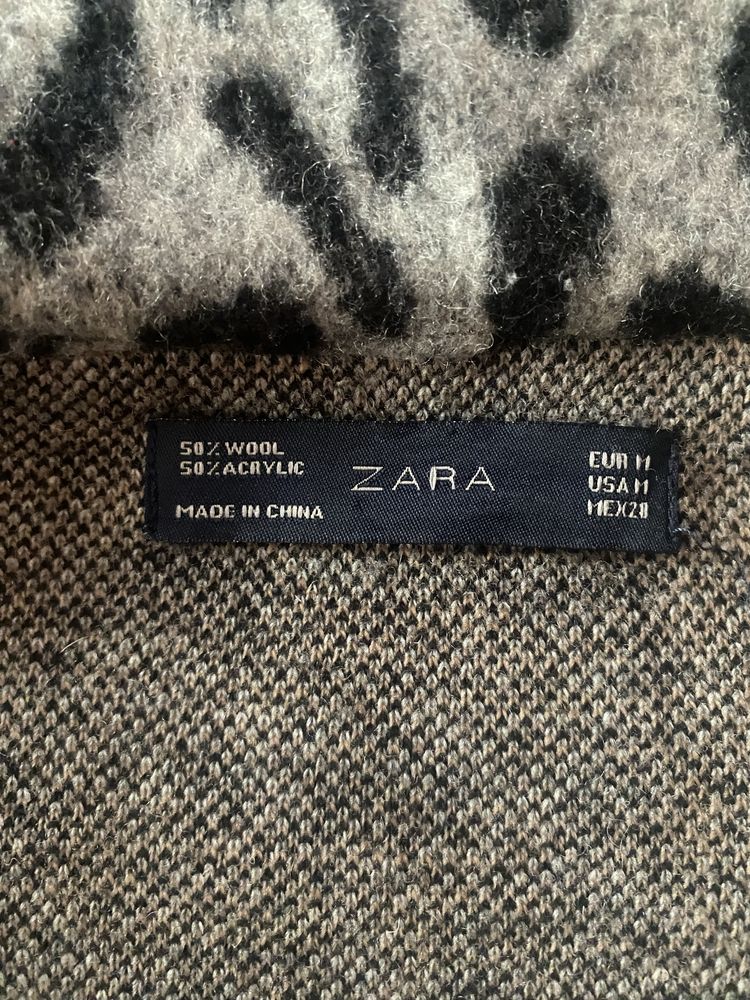 50% WOOL
50% ACRYLIC
MADE IN CHINA
ZARA
EUR M
USA M
MEX 28